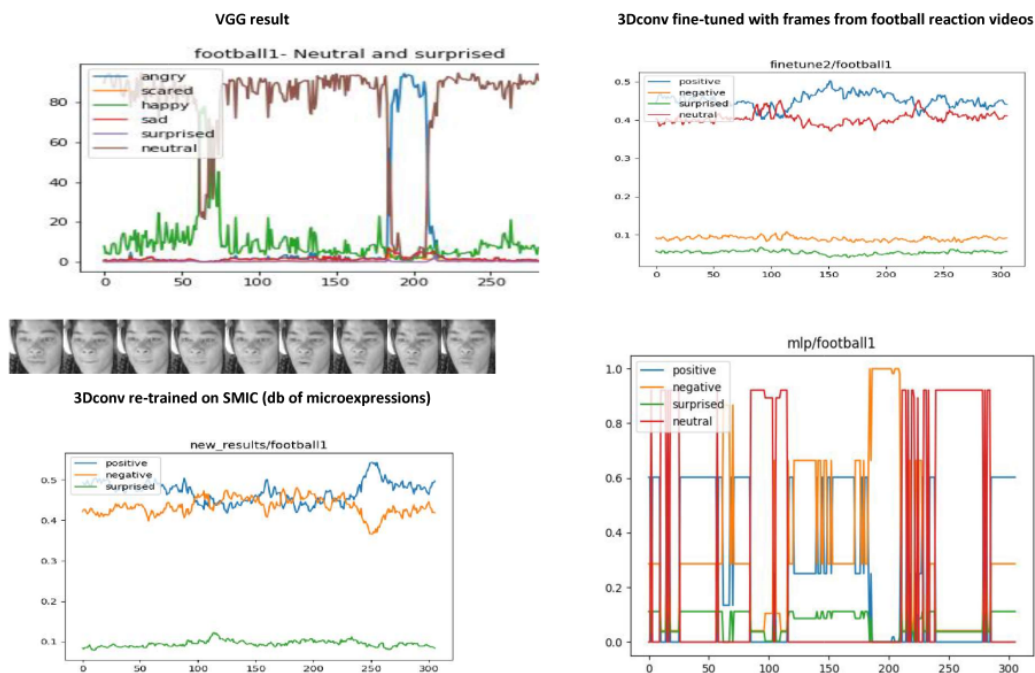 VGG result
football1- Neutral and surprised
angry
scared
happy
sad
surprised
neutral
80
60
40
20
0
0 50 100 150 200 250
3Dconv fine-tuned with frames from football reaction videos
finetune2/football1
positive
negative
surprised
neutral
0.5
0.4
0.3
0.2
0.1
0 50 100 150 200 250 300
3Dconv re-trained on SMIC (db of microexpressions)
new_results/football1
positive
negative
surprised
0.5
0.4
0.3
0.2
0.1
0 50 100 150 200 250 300
mlp/football1
positive
negative
surprised
neutral
1.0
0.8
0.6
0.4
0.2
0.0
0 50 100 150 200 250 300